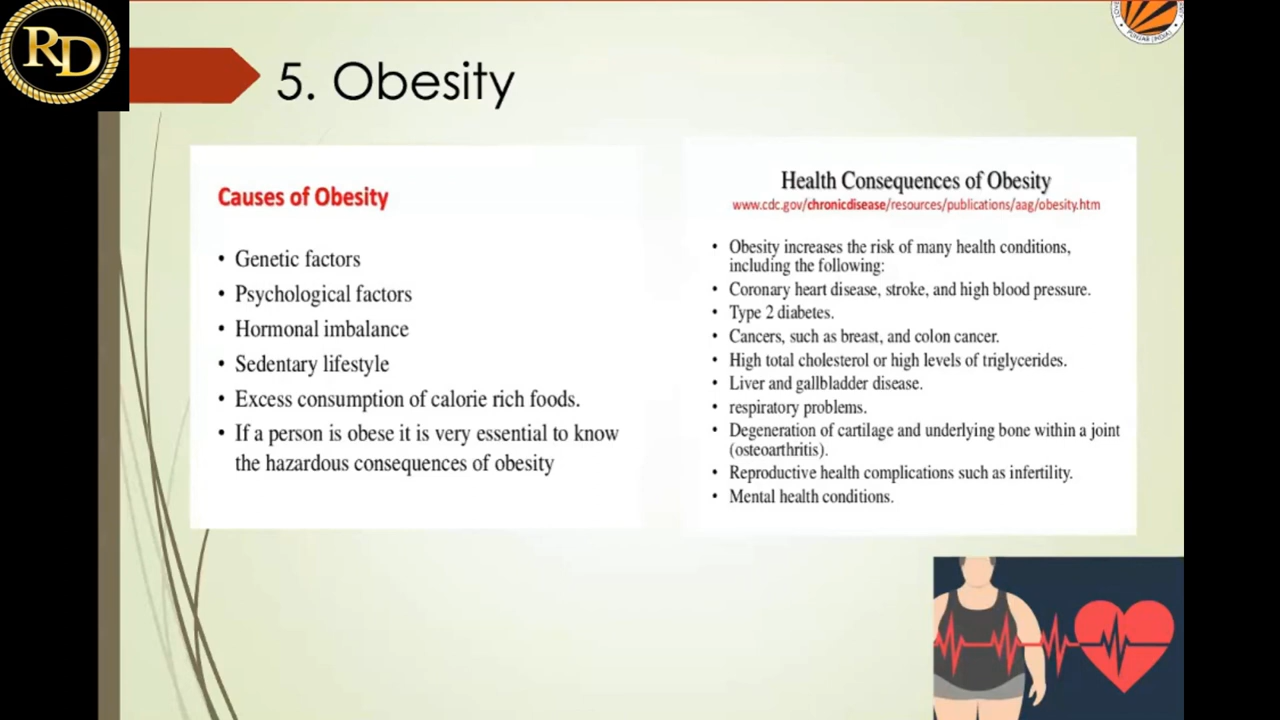 RD
5. Obesity
PUNJAB (INDIA)
Causes of Obesity
• Genetic factors
• Psychological factors
• Hormonal imbalance
• Sedentary lifestyle
• Excess consumption of calorie rich foods.
• If a person is obese it is very essential to know
the hazardous consequences of obesity
Health Consequences of Obesity
www.cdc.gov/chronicdisease/resources/publications/aag/obesity.htm
• Obesity increases the risk of many health conditions,
including the following:
• Coronary heart disease, stroke, and high blood pressure.
• Type 2 diabetes.
• Cancers, such as breast, and colon cancer.
• High total cholesterol or high levels of triglycerides.
• Liver and gallbladder disease.
• respiratory problems.
• Degeneration of cartilage and underlying bone within a joint
(osteoarthritis).
• Reproductive health complications such as infertility.
• Mental health conditions.